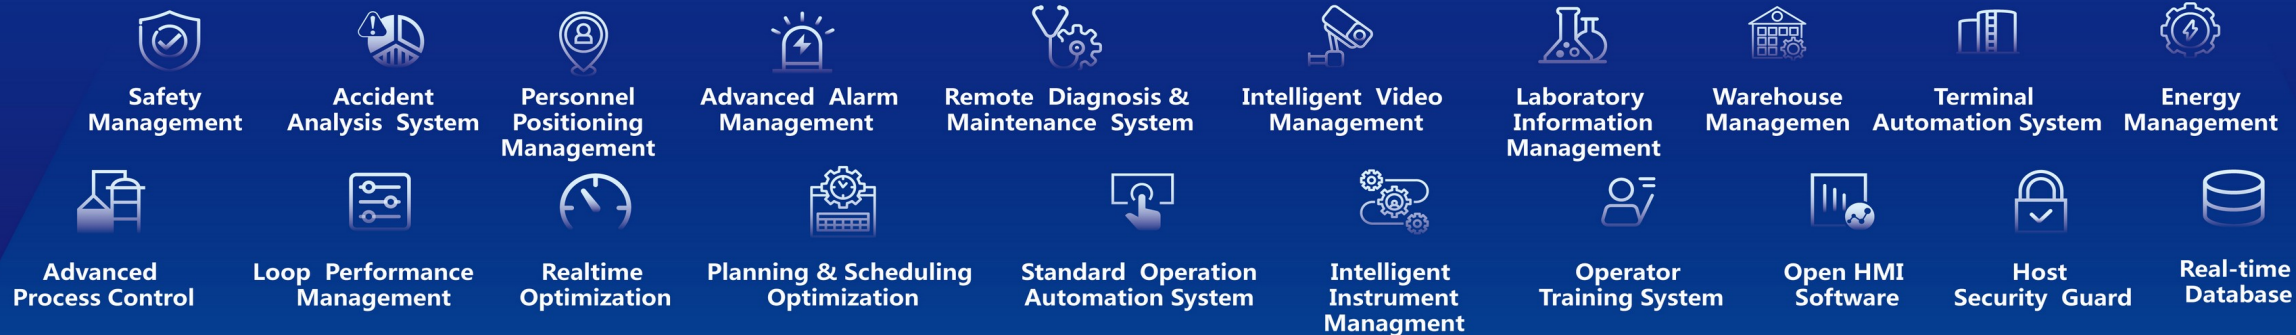 Safety
Management
Accident
Analysis System
Personnel
Positioning
Management
Advanced Alarm
Management
Remote Diagnosis &
Maintenance System
Intelligent Video
Management
Laboratory
Information
Management
Warehouse
Managemen
Terminal
Automation System
Energy
Management
Advanced
Process Control
Loop Performance
Management
Realtime
Optimization
Planning & Scheduling
Optimization
Standard Operation
Automation System
Intelligent
Instrument
Managment
Operator
Training System
Open HMI
Software
Host
Security Guard
Real-time
Database